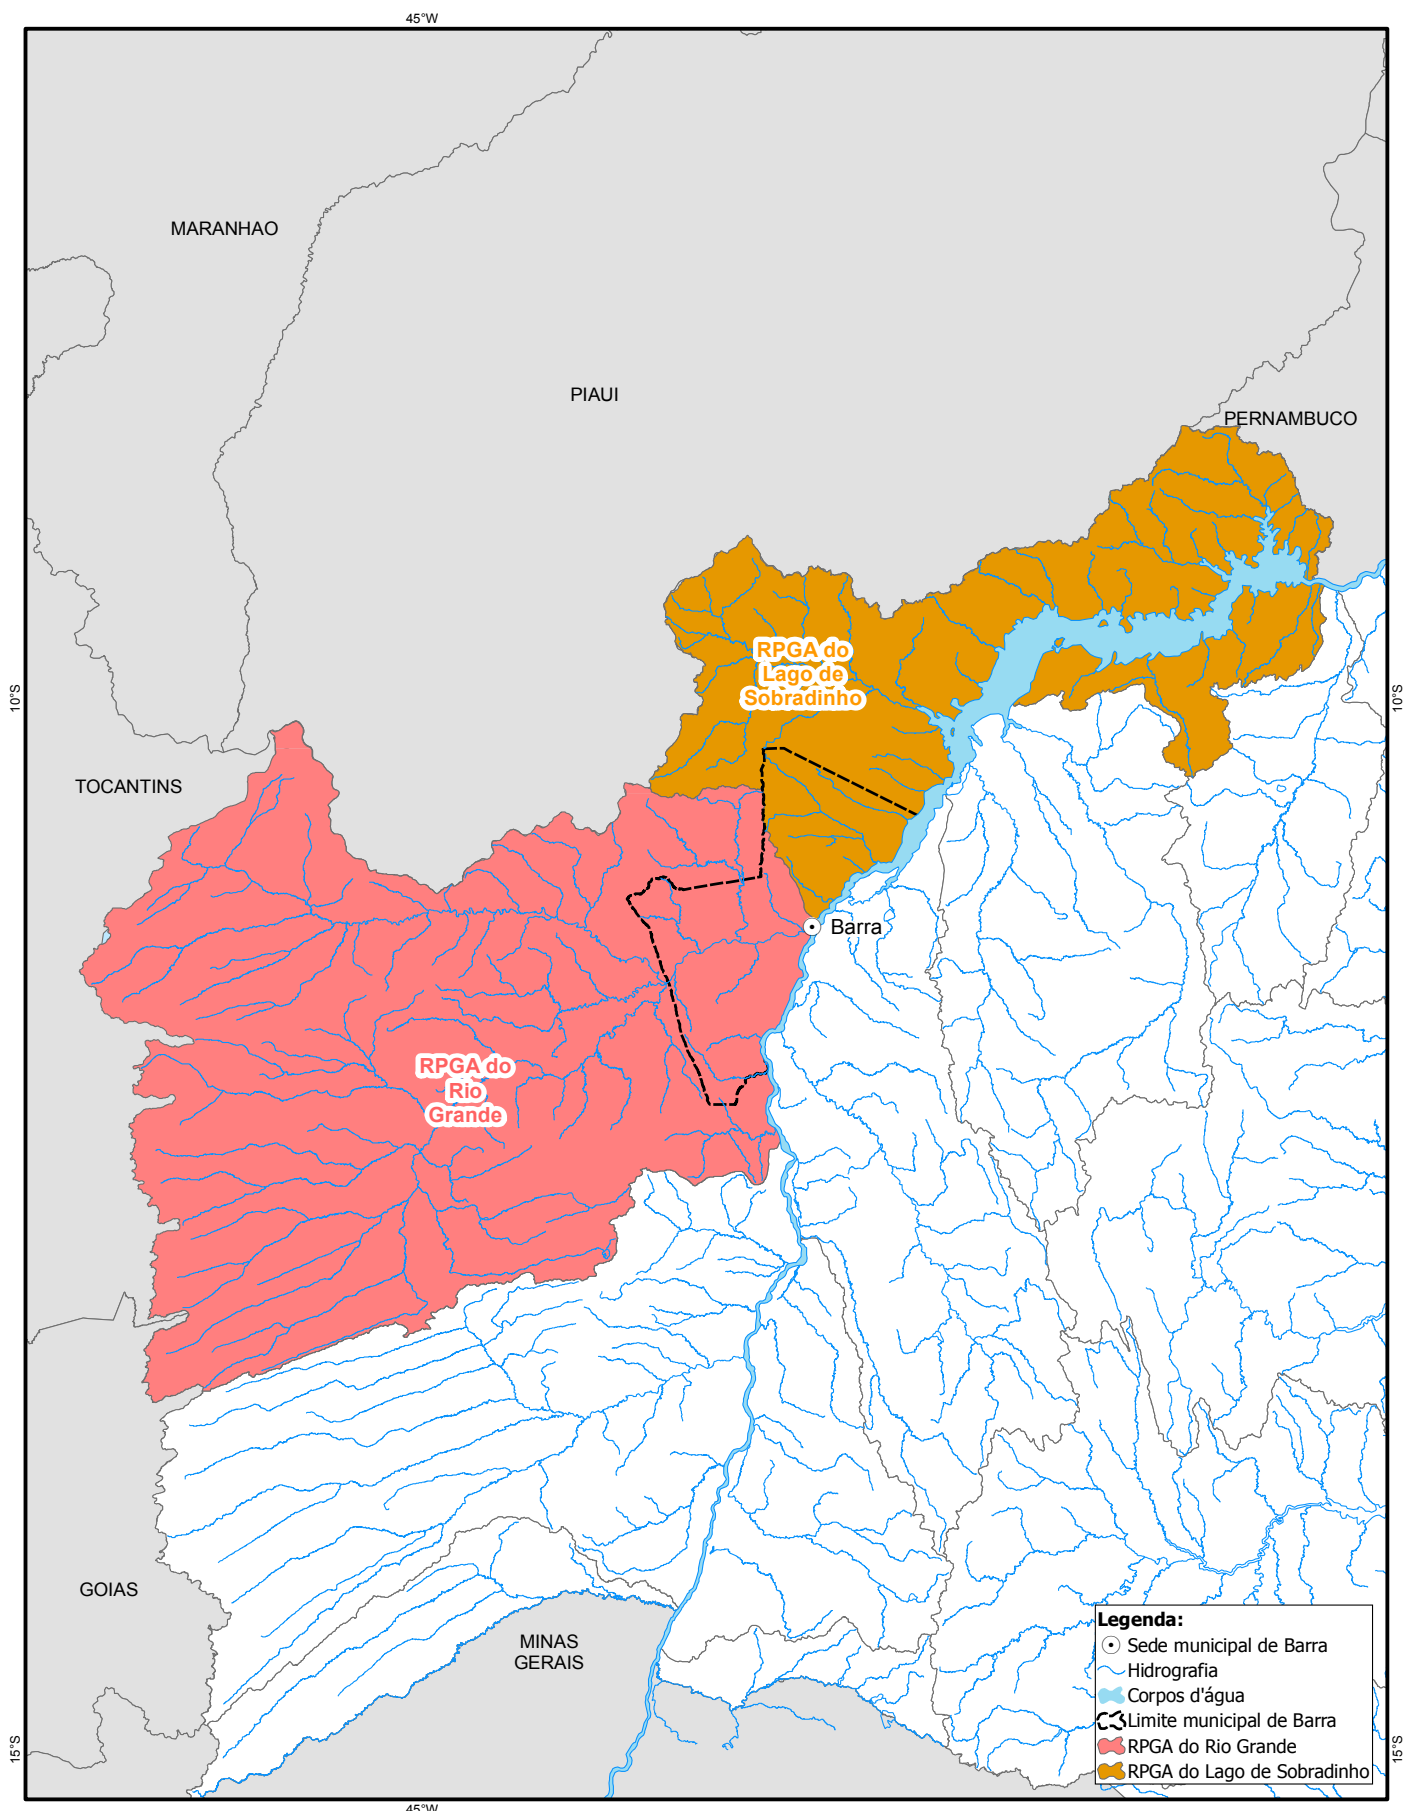 45°W
MARANHAO
PIAUI
PERNAMBUCO
RPGA do
Lago de
Sobradinho
10°S
10°S
TOCANTINS
Barra
RPGA do
Rio
Grande
GOIAS
MINAS
GERAIS
Legenda:
Sede municipal de Barra
Hidrografia
Corpos d'água
Limite municipal de Barra
RPGA do Rio Grande
RPGA do Lago de Sobradinho
15°S
15°S
45°W